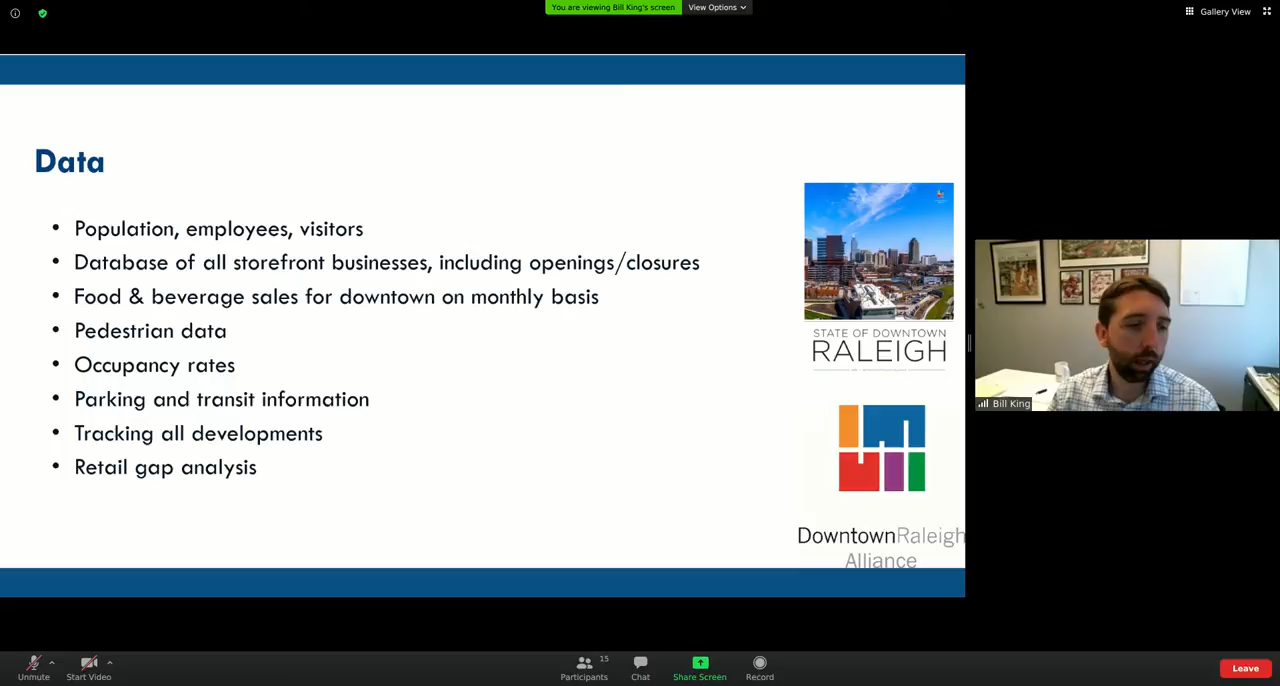 You are viewing Bill King's screen
View Options
Gallery View
Data
• Population, employees, visitors
• Database of all storefront businesses, including openings/closures
• Food & beverage sales for downtown on monthly basis
• Pedestrian data
• Occupancy rates
• Parking and transit information
• Tracking all developments
• Retail gap analysis
STATE OF DOWNTOWN
RALEIGH
DowntownRaleigh
Alliance
Bill King
Unmute
Start Video
Participants
15
Chat
Share Screen
Record
Leave